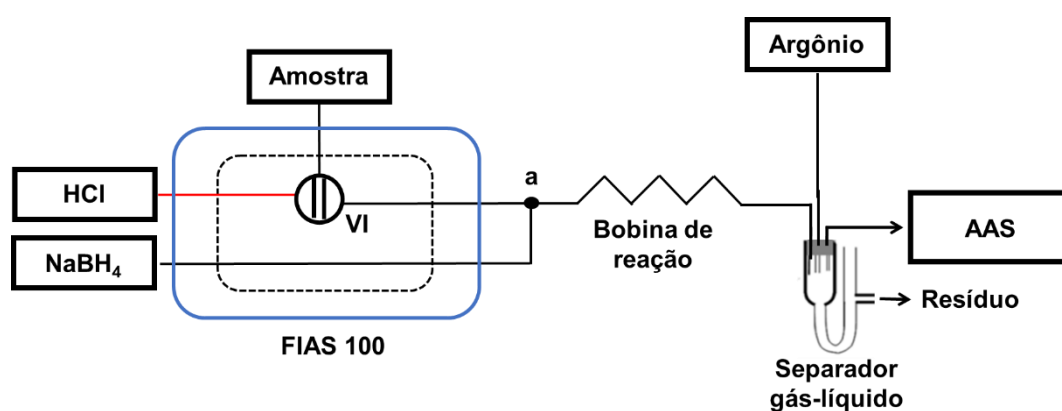 Argônio
Amostra
HCl
VI
a
NaBH₄
Bobina de
reação
AAS
Resíduo
FIAS 100
Separador
gás-líquido